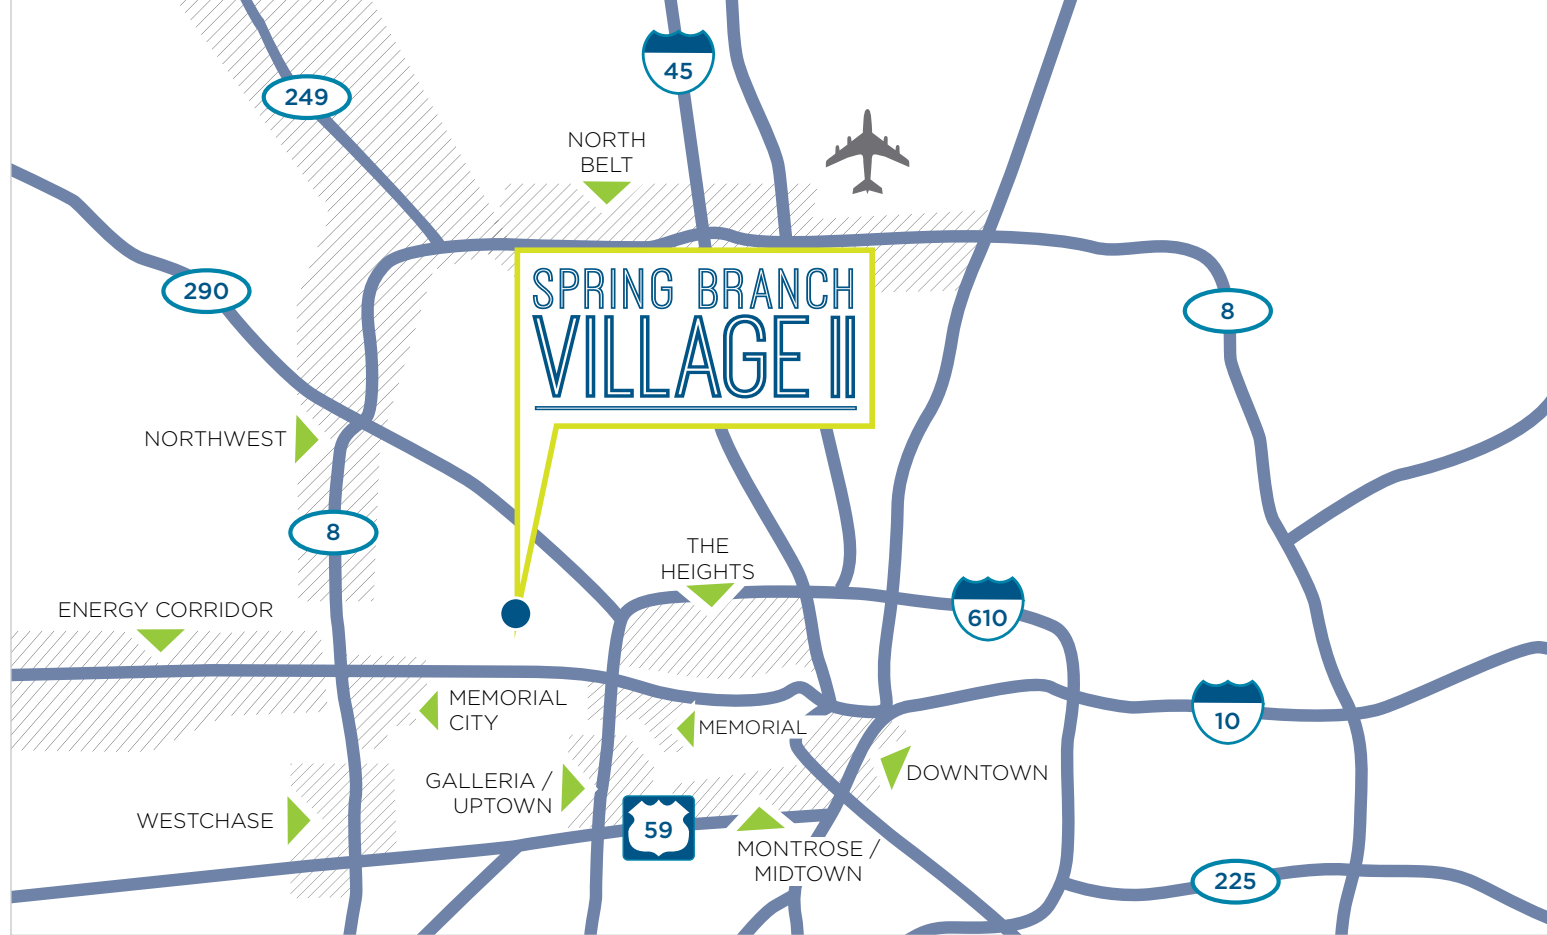 45
249
NORTH
BELT
290
SPRING BRANCH
VILLAGE II
8
NORTHWEST
8
THE
HEIGHTS
ENERGY CORRIDOR
610
MEMORIAL
CITY
MEMORIAL
10
DOWNTOWN
GALLERIA /
UPTOWN
WESTCHASE
59
MONTROSE /
MIDTOWN
225